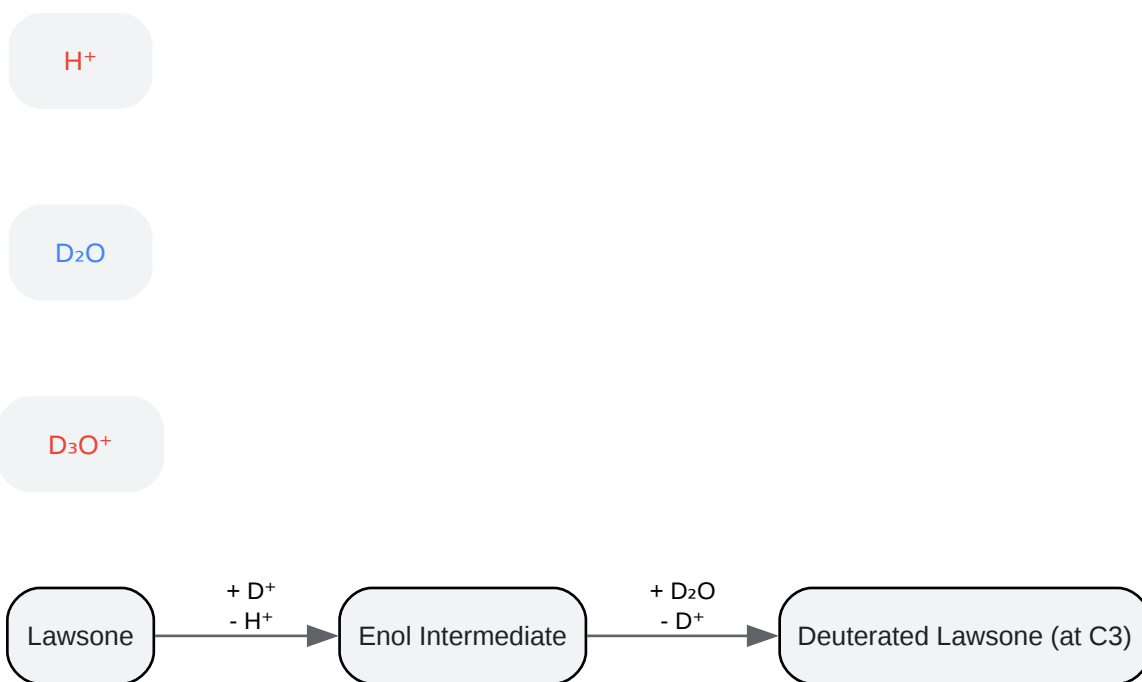 H⁺
D₂O
D₃O⁺
+ D⁺
- H⁺
+ D₂O
- D⁺
Lawsone
Enol Intermediate
Deuterated Lawsone (at C3)